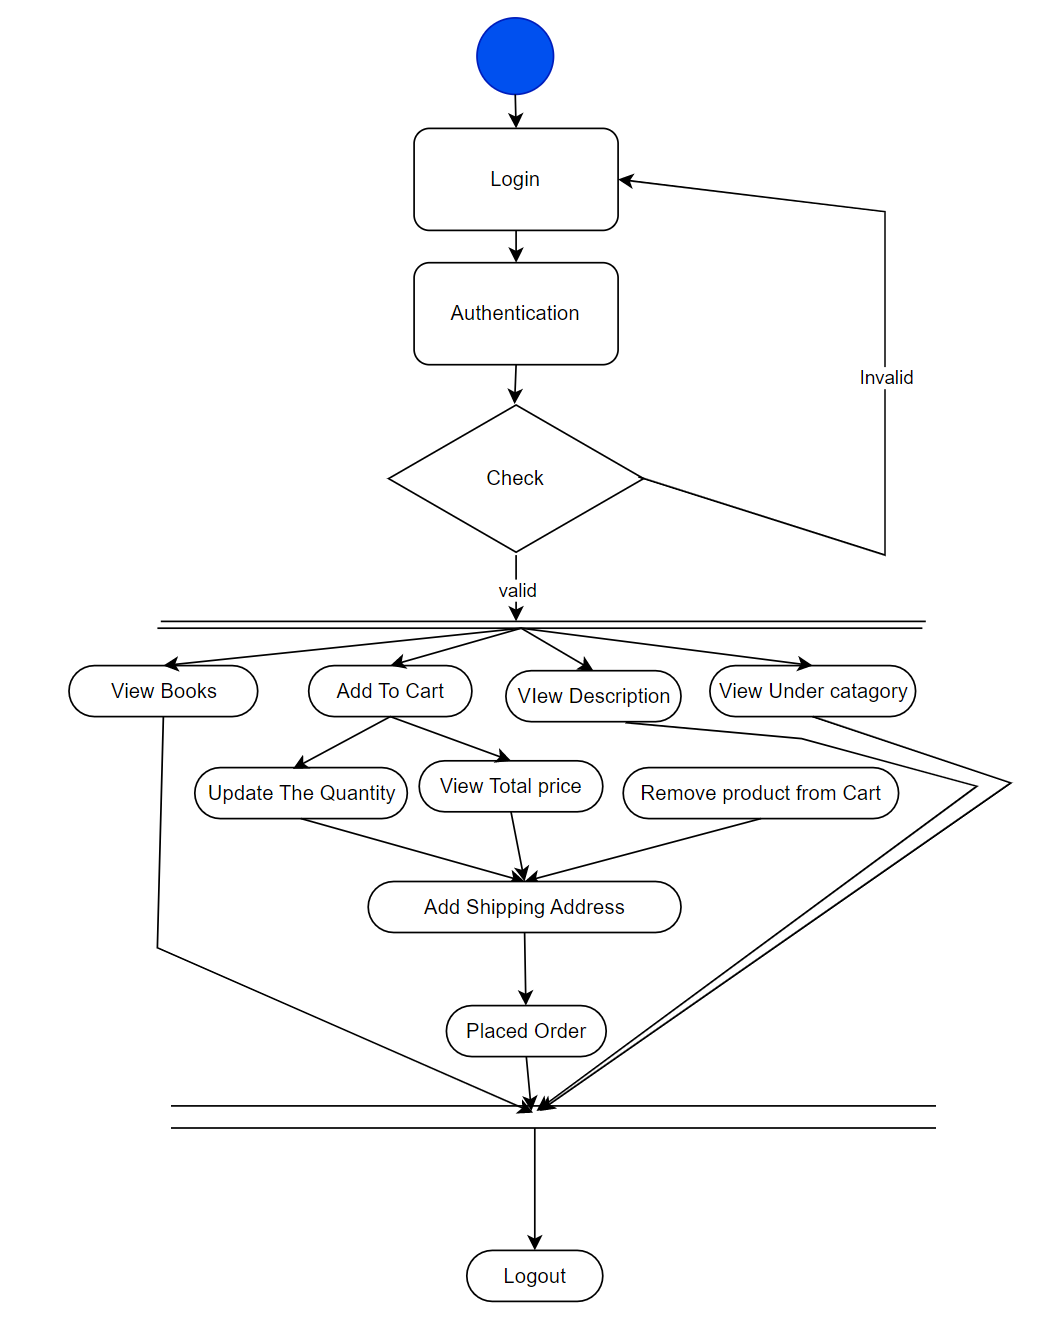 Login
Authentication
Invalid
Check
valid
View Books
Add To Cart
VIew Description
View Under catagory
Update The Quantity
View Total price
Remove product from Cart
Add Shipping Address
Placed Order
Logout